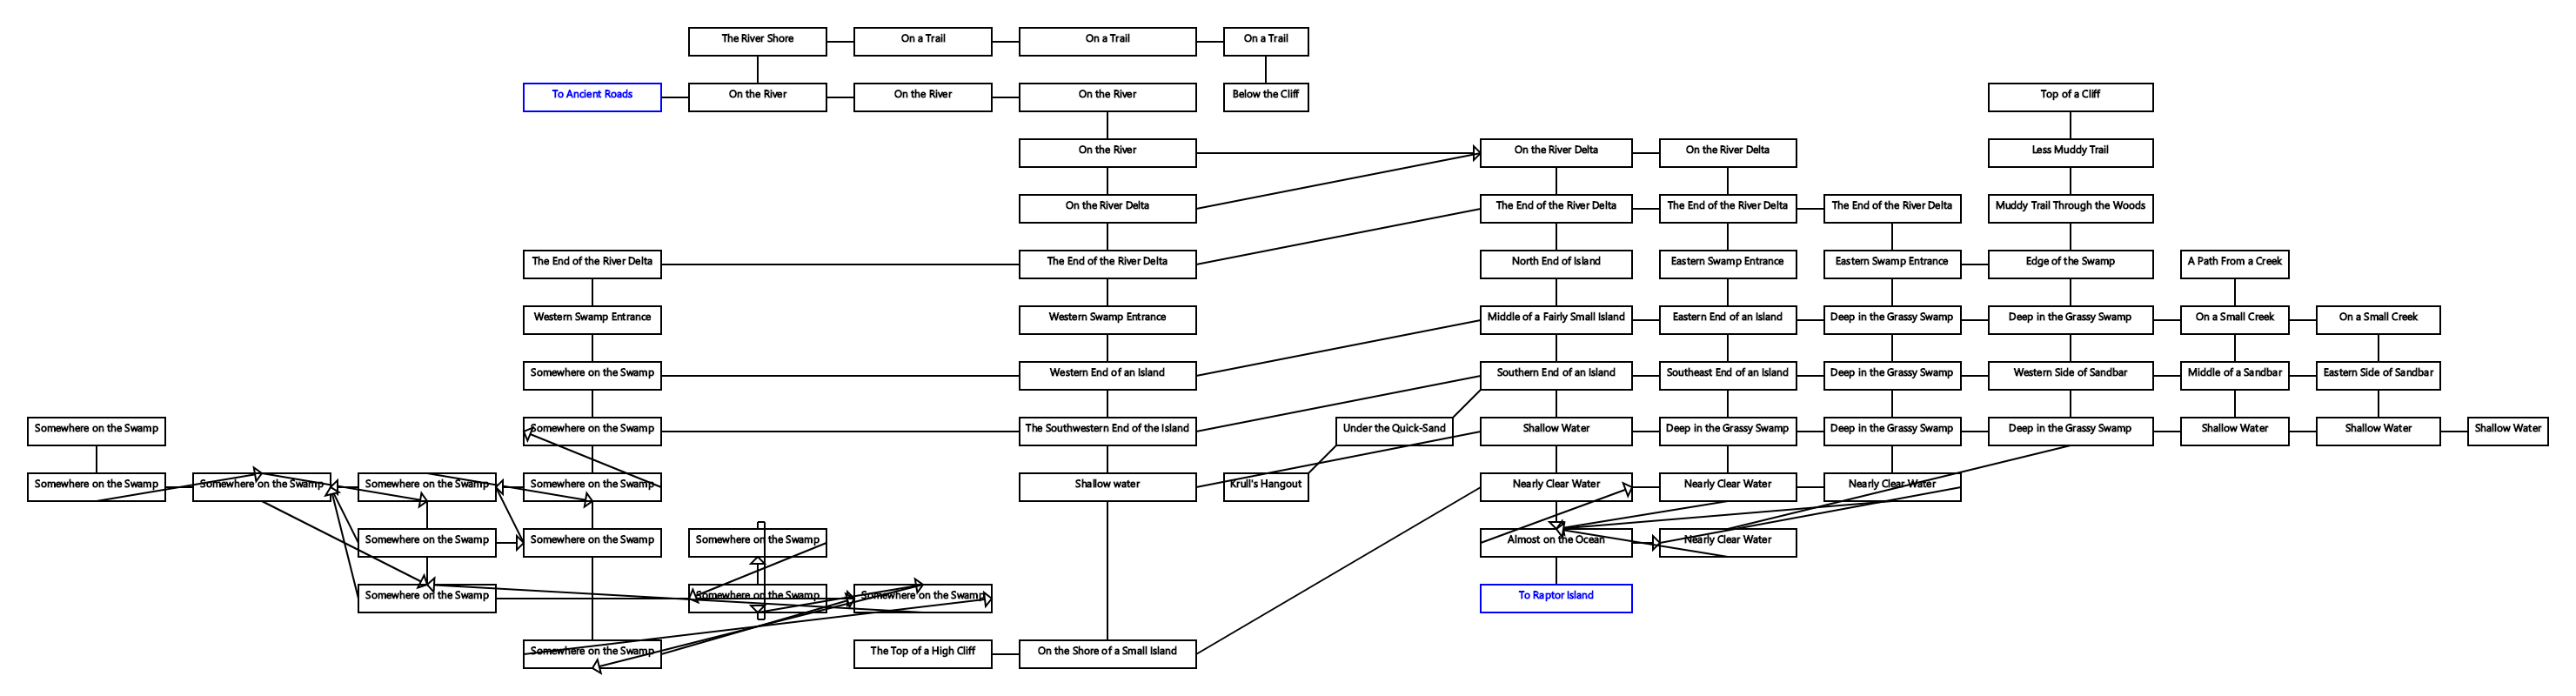 The River Shore
On a Trail
On a Trail
On a Trail
To Ancient Roads
On the River
On the River
On the River
Below the Cliff
Top of a Cliff
On the River
On the River Delta
On the River Delta
Less Muddy Trail
On the River Delta
The End of the River Delta
The End of the River Delta
The End of the River Delta
Muddy Trail Through the Woods
The End of the River Delta
The End of the River Delta
North End of Island
Eastern Swamp Entrance
Eastern Swamp Entrance
Edge of the Swamp
A Path From a Creek
Western Swamp Entrance
Western Swamp Entrance
Middle of a Fairly Small Island
Eastern End of an Island
Deep in the Grassy Swamp
Deep in the Grassy Swamp
On a Small Creek
On a Small Creek
Somewhere on the Swamp
Western End of an Island
Southern End of an Island
Southeast End of an Island
Deep in the Grassy Swamp
Western Side of Sandbar
Middle of a Sandbar
Eastern Side of Sandbar
Somewhere on the Swamp
Somewhere on the Swamp
The Southwestern End of the Island
Under the Quick-Sand
Shallow Water
Deep in the Grassy Swamp
Deep in the Grassy Swamp
Deep in the Grassy Swamp
Shallow Water
Shallow Water
Shallow Water
Somewhere on the Swamp
Somewhere on the Swamp
Somewhere on the Swamp
Somewhere on the Swamp
Shallow water
Krull's Hangout
Nearly Clear Water
Nearly Clear Water
Nearly Clear Water
Somewhere on the Swamp
Somewhere on the Swamp
Somewhere on the Swamp
Almost on the Ocean
Nearly Clear Water
Somewhere on the Swamp
Somewhere on the Swamp
Somewhere on the Swamp
To Raptor Island
Somewhere on the Swamp
The Top of a High Cliff
On the Shore of a Small Island